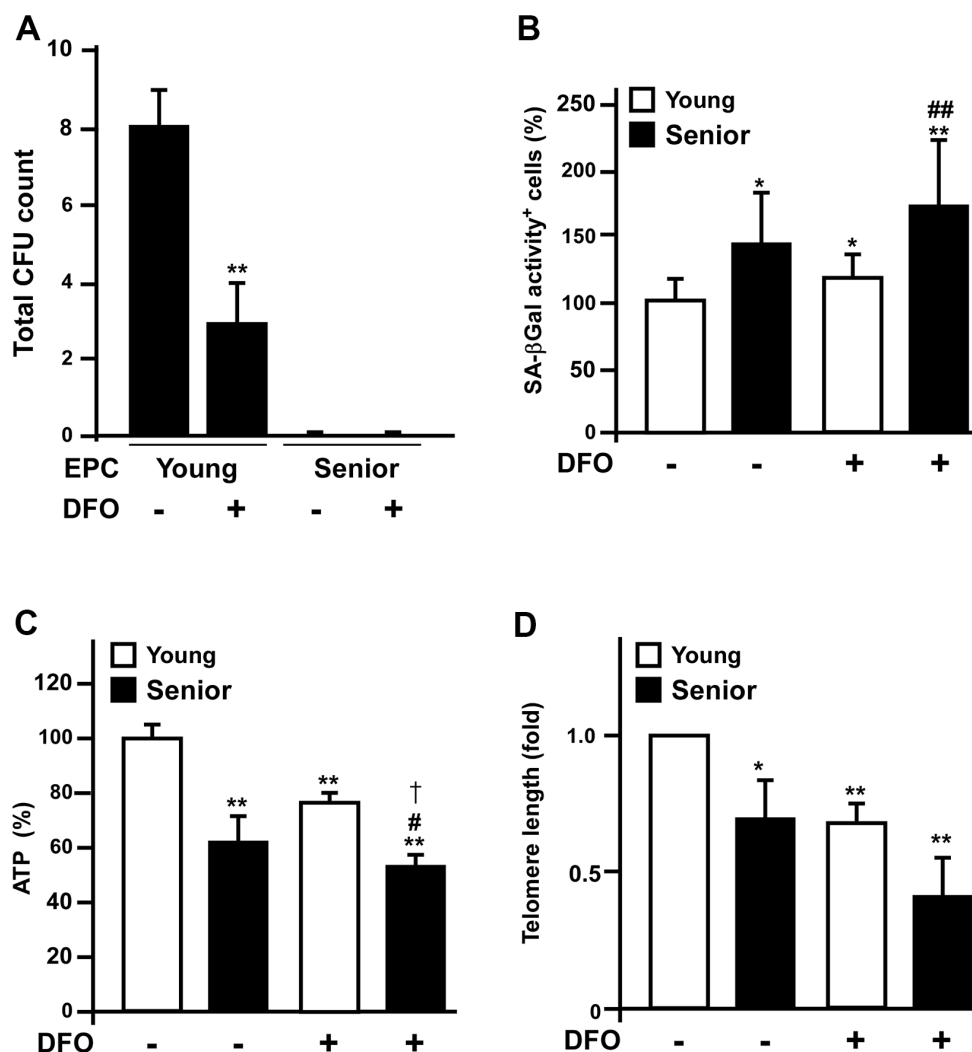 A
Total CFU count
10
8
**
6
4
2
0
EPC Young Senior
DFO - + - +
B
SA-βGal activity+ cells (%)
250
200
150
100
50
0
Young
Senior
*
*
##
**
DFO - - + +
C
ATP (%)
120
100
80
60
40
20
0
Young
Senior
**
**
†
#
**
DFO - - + +
D
Telomere length (fold)
1.0
0.5
0
Young
Senior
*
**
**
DFO - - + +